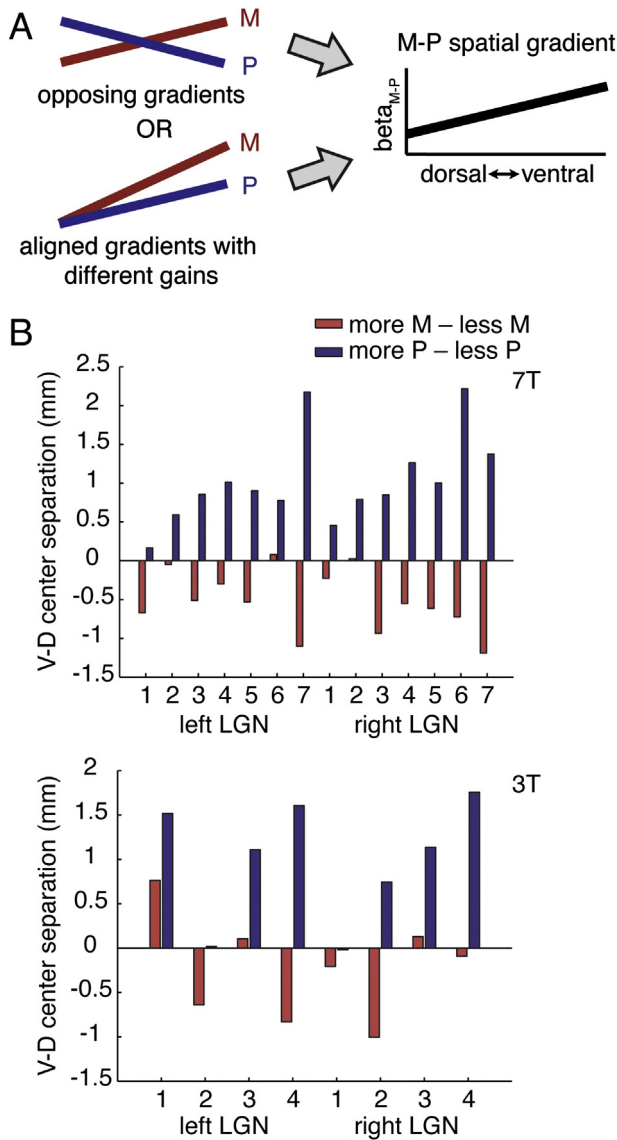 A
M
P
opposing gradients
OR
M
P
aligned gradients with
different gains
M-P spatial gradient
beta M-P
dorsal↔ventral
B
more M – less M
more P – less P
7T
V-D center separation (mm)
2.5
2
1.5
1
0.5
0
-0.5
-1
-1.5
1 2 3 4 5 6 7 1 2 3 4 5 6 7
left LGN right LGN
3T
V-D center separation (mm)
2
1.5
1
0.5
0
-0.5
-1
-1.5
1 2 3 4 1 2 3 4
left LGN right LGN